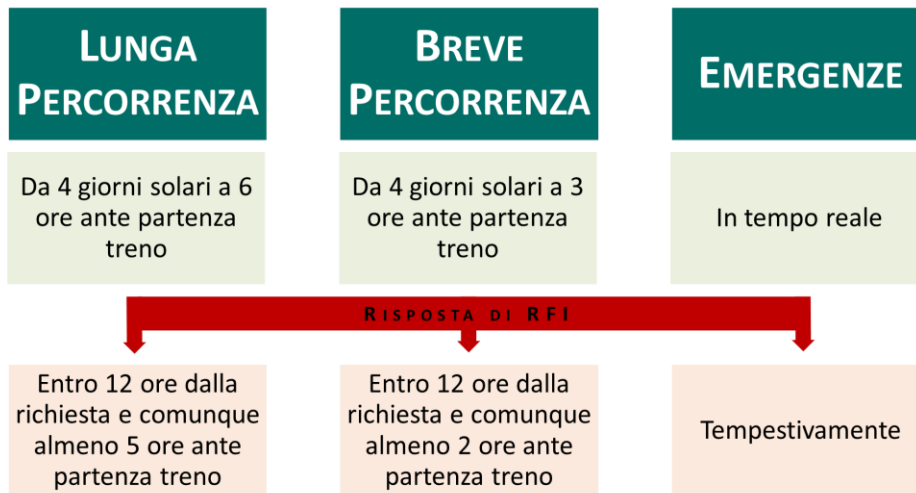 LUNGA
PERCORRENZA
BREVE
PERCORRENZA
EMERGENZE
Da 4 giorni solari a 6
ore ante partenza
treno
Da 4 giorni solari a 3
ore ante partenza
treno
In tempo reale
RISPOSTA DI RFI
Entro 12 ore dalla
richiesta e comunque
almeno 5 ore ante
partenza treno
Entro 12 ore dalla
richiesta e comunque
almeno 2 ore ante
partenza treno
Tempestivamente